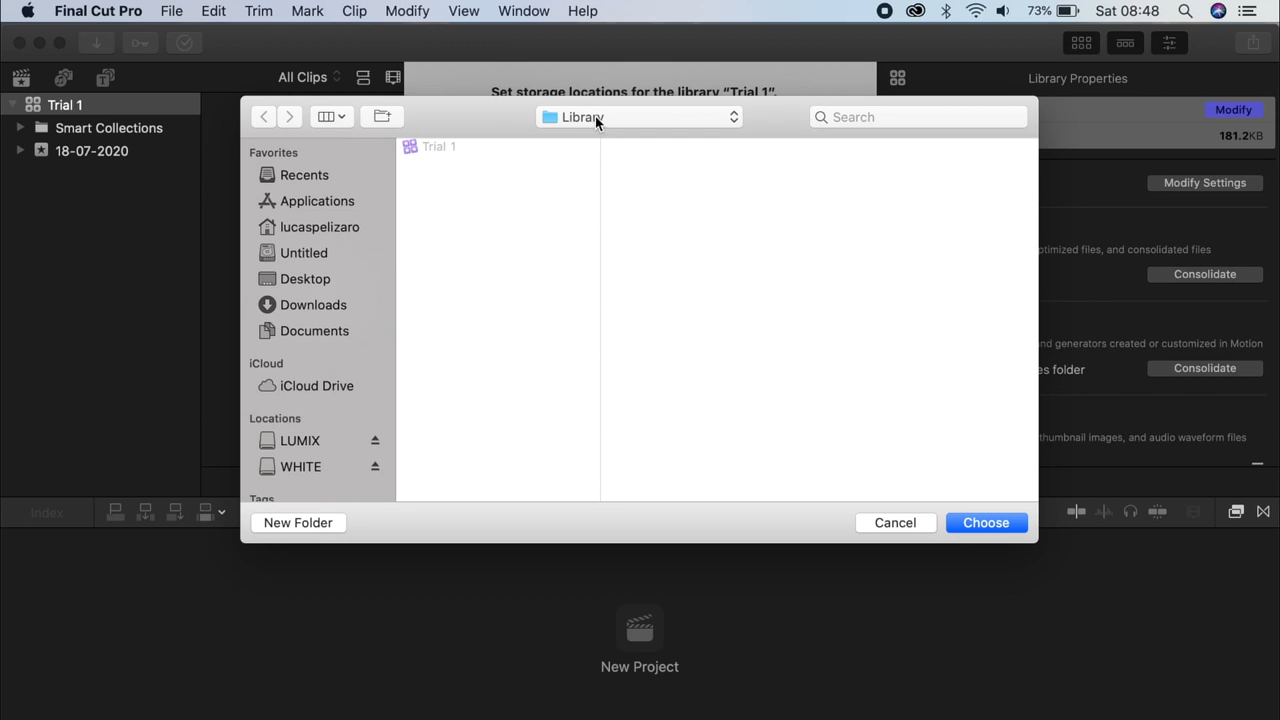 Final Cut Pro File Edit Trim Mark Clip Modify View Window Help 73% Sat 08:48
All Clips
Set storage locations for the library “Trial 1”.
Library Properties
Trial 1
Smart Collections
18-07-2020
Library
Search
Modify
181.2KB
Favorites
Recents
Applications
lucaspelizaro
Untitled
Desktop
Downloads
Documents
iCloud
iCloud Drive
Locations
LUMIX
WHITE
Tags
Trial 1
Modify Settings
ptimized files, and consolidated files
Consolidate
nd generators created or customized in Motion
es folder
Consolidate
thumbnail images, and audio waveform files
New Folder
Cancel
Choose
Index
New Project